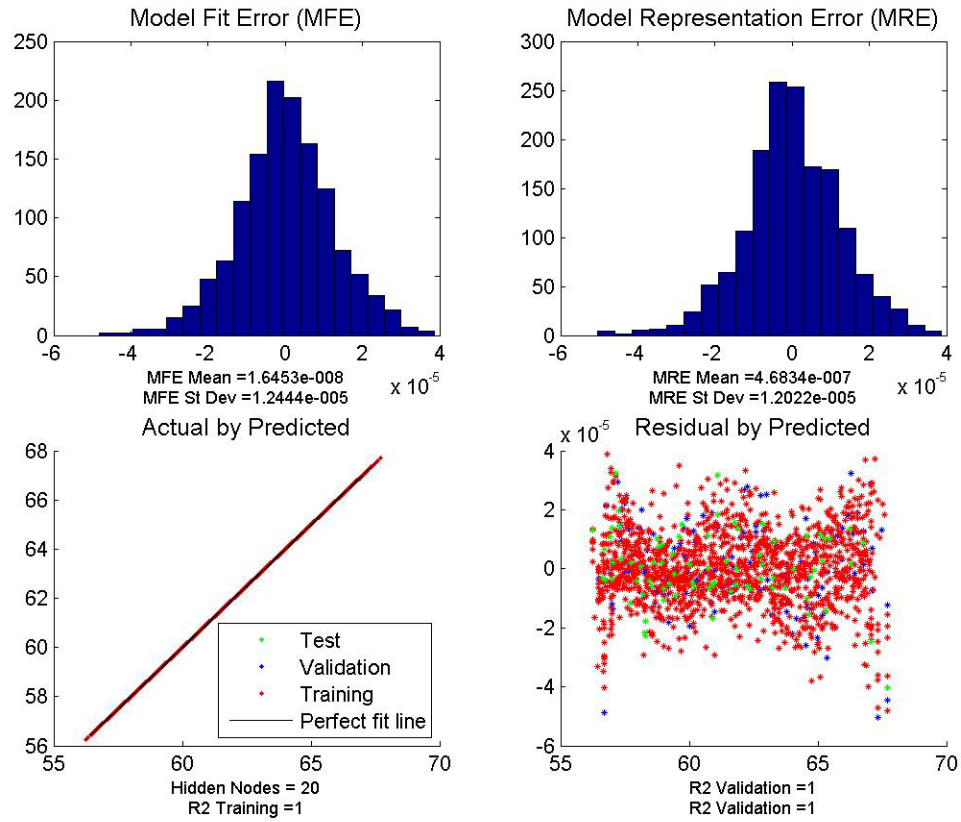 Model Fit Error (MFE)
250
200
150
100
50
0
-6
-4
-2
0
2
4
x 10^-5
MFE Mean =1.6453e-008
MFE St Dev =1.2444e-005
Model Representation Error (MRE)
300
250
200
150
100
50
0
-6
-4
-2
0
2
4
x 10^-5
MRE Mean =4.6834e-007
MRE St Dev =1.2022e-005
Actual by Predicted
68
66
64
62
60
58
56
55
60
65
70
Test
Validation
Training
Perfect fit line
Hidden Nodes = 20
R2 Training =1
Residual by Predicted
x 10^-5
4
2
0
-2
-4
-6
55
60
65
70
R2 Validation =1
R2 Validation =1